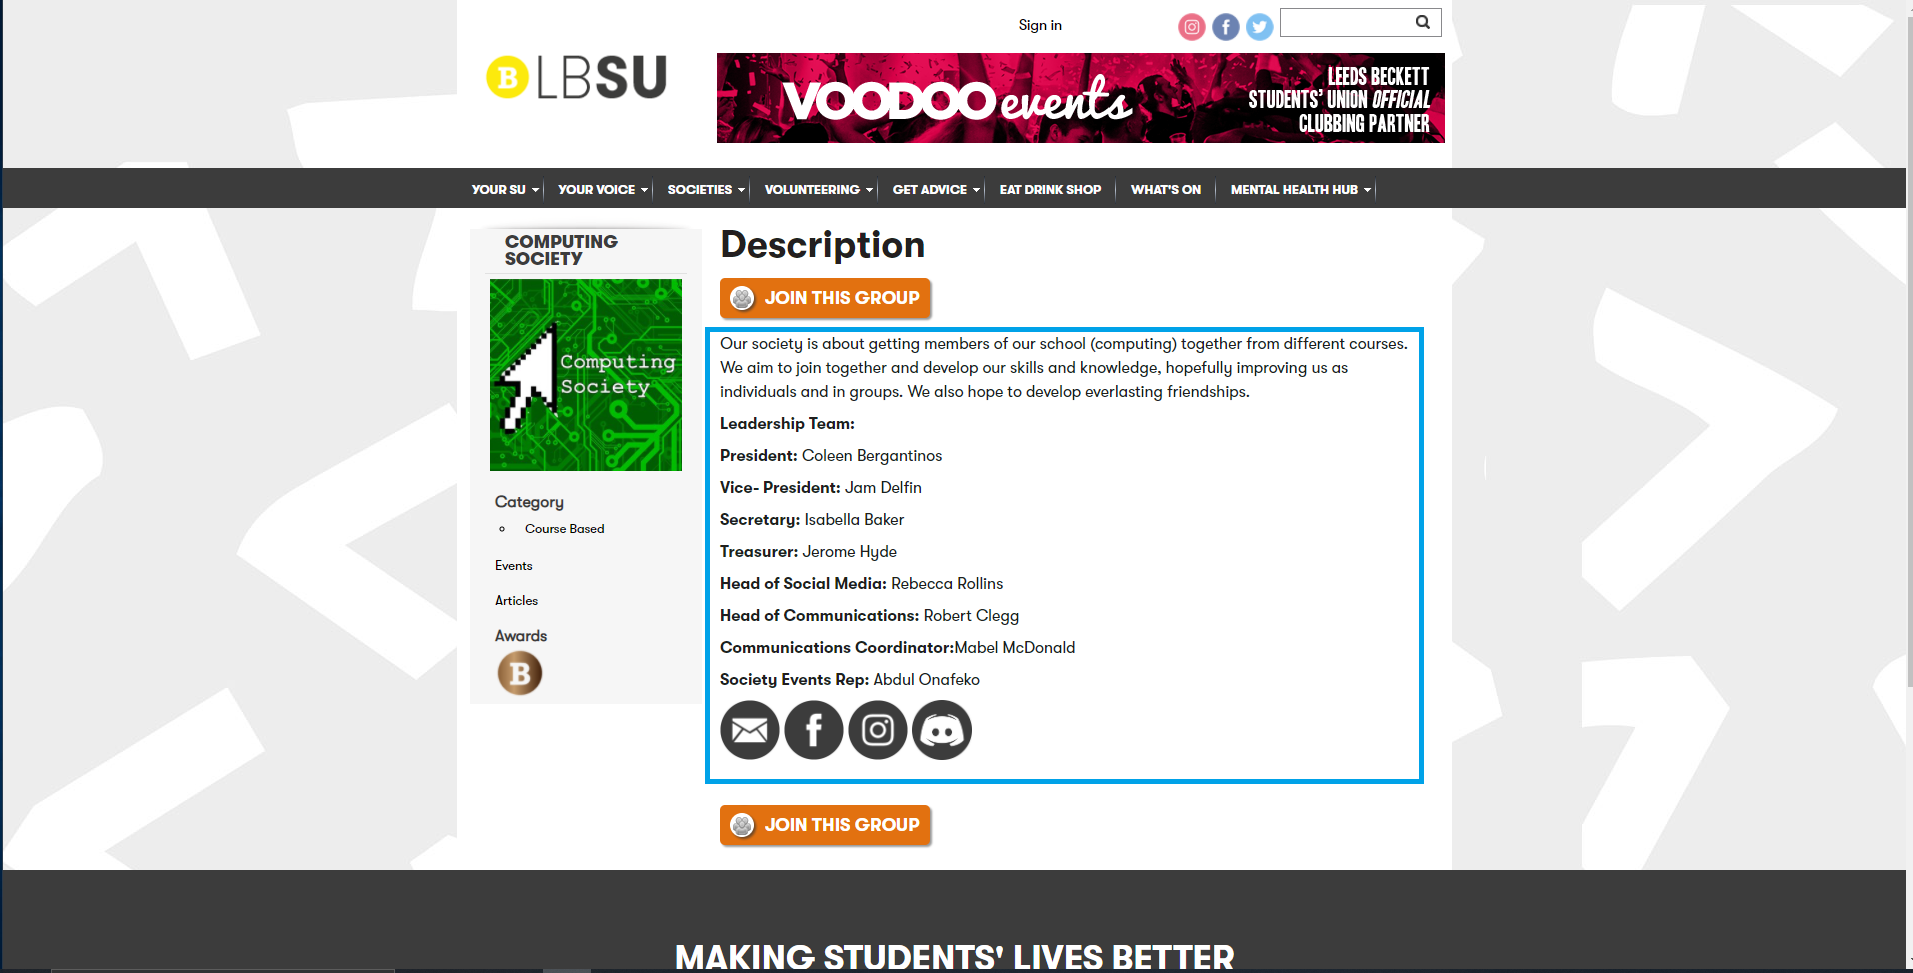 Sign in
B LBSU
VOODOO events
LEEDS BECKETT
STUDENTS' UNION OFFICIAL
CLUBBING PARTNER
YOUR SU
YOUR VOICE
SOCIETIES
VOLUNTEERING
GET ADVICE
EAT DRINK SHOP
WHAT'S ON
MENTAL HEALTH HUB
COMPUTING
SOCIETY
Computing
Society
Category
Course Based
Events
Articles
Awards
B
Description
JOIN THIS GROUP
Our society is about getting members of our school (computing) together from different courses.
We aim to join together and develop our skills and knowledge, hopefully improving us as
individuals and in groups. We also hope to develop everlasting friendships.
Leadership Team:
President: Coleen Bergantinos
Vice- President: Jam Delfin
Secretary: Isabella Baker
Treasurer: Jerome Hyde
Head of Social Media: Rebecca Rollins
Head of Communications: Robert Clegg
Communications Coordinator:Mabel McDonald
Society Events Rep: Abdul Onafeko
JOIN THIS GROUP
MAKING STUDENTS' LIVES BETTER